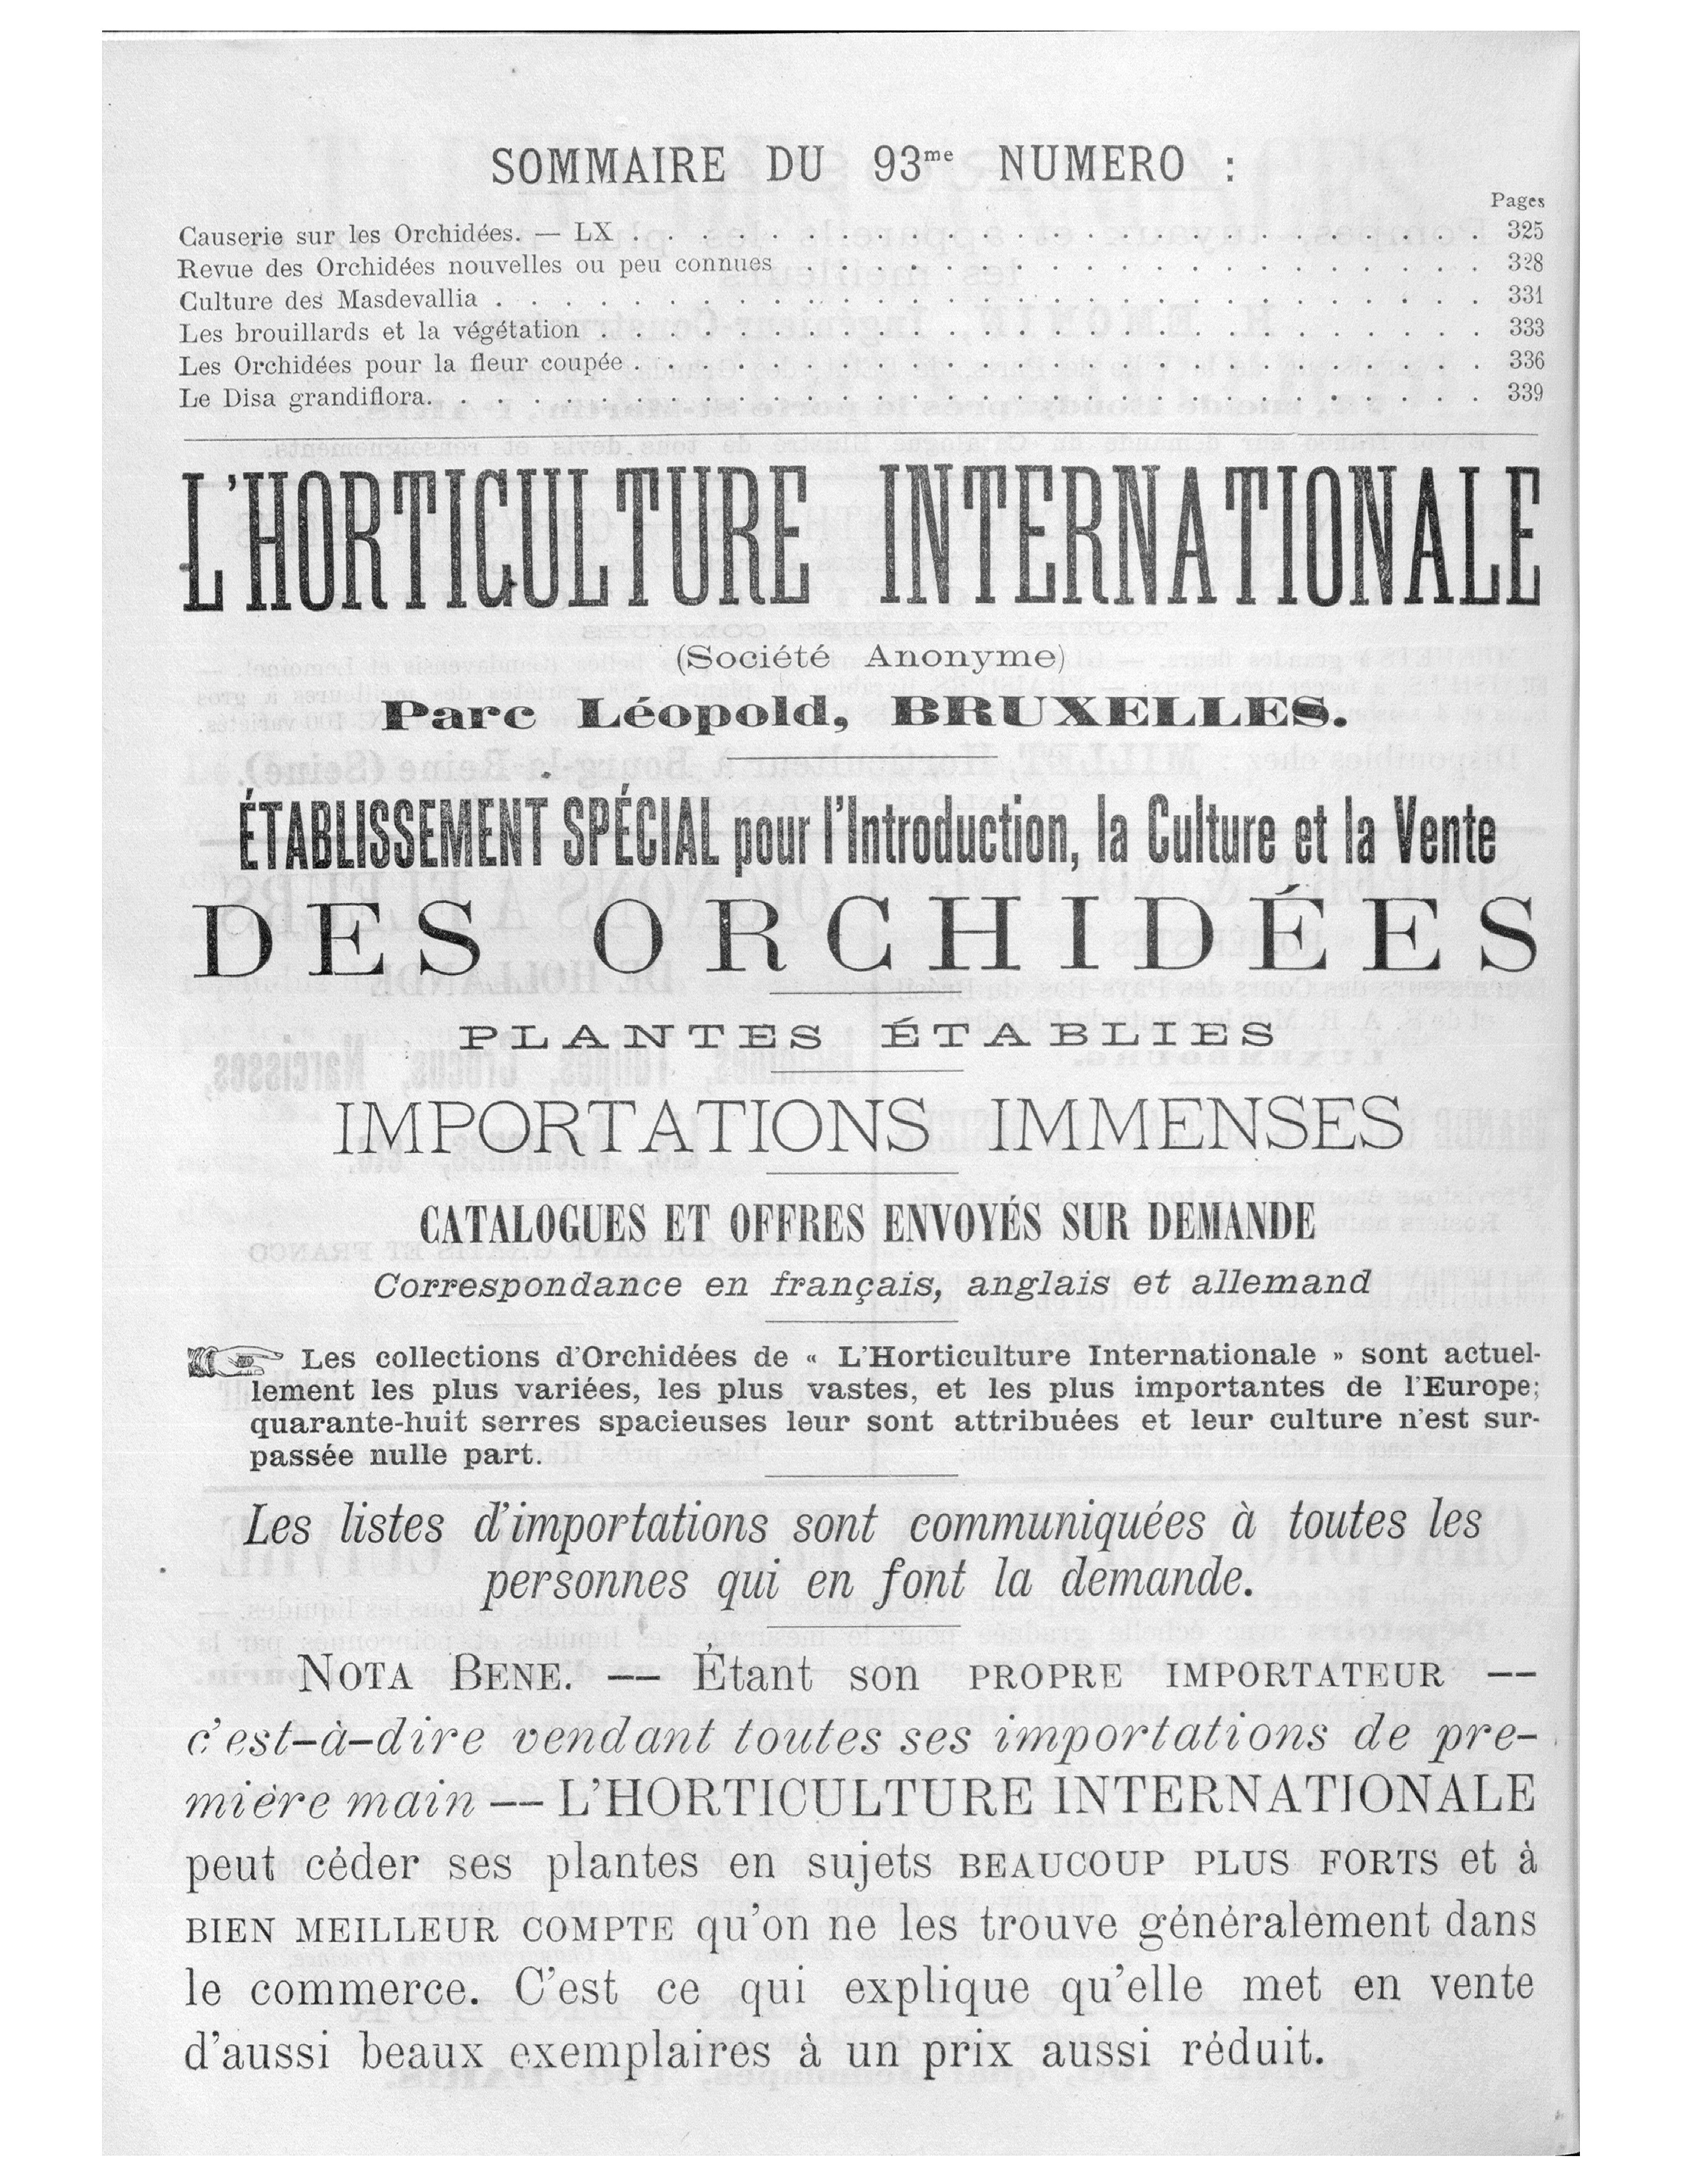 SOMMAIRE DU 93me NUMERO :
Pages
Causerie sur les Orchidées. — LX . . . . . . . . . . . . . . . . . . . . . . . . . 325
Revue des Orchidées nouvelles ou peu connues . . . . . . . . . . . . . . . . . . . . 328
Culture des Masdevallia . . . . . . . . . . . . . . . . . . . . . . . . . . . . . 331
Les brouillards et la végétation . . . . . . . . . . . . . . . . . . . . . . . . . . 333
Les Orchidées pour la fleur coupée . . . . . . . . . . . . . . . . . . . . . . . . . 336
Le Disa grandiflora. . . . . . . . . . . . . . . . . . . . . . . . . . . . . . . 339
L'HORTICULTURE INTERNATIONALE
(Société Anonyme)
Parc Léopold, BRUXELLES.
ÉTABLISSEMENT SPÉCIAL pour l'Introduction, la Culture et la Vente
DES ORCHIDÉES
PLANTES ÉTABLIES
IMPORTATIONS IMMENSES
CATALOGUES ET OFFRES ENVOYÉS SUR DEMANDE
Correspondance en français, anglais et allemand
Les collections d'Orchidées de « L'Horticulture Internationale » sont actuel-
lement les plus variées, les plus vastes, et les plus importantes de l'Europe;
quarante-huit serres spacieuses leur sont attribuées et leur culture n'est sur-
passée nulle part.
Les listes d'importations sont communiquées à toutes les
personnes qui en font la demande.
NOTA BENE. — Étant son PROPRE IMPORTATEUR —
c'est-à-dire vendant toutes ses importations de pre-
mière main — L'HORTICULTURE INTERNATIONALE
peut céder ses plantes en sujets BEAUCOUP PLUS FORTS et à
BIEN MEILLEUR COMPTE qu'on ne les trouve généralèment dans
le commerce. C'est ce qui explique qu'elle met en vente
d'aussi beaux exemplaires à un prix aussi réduit.